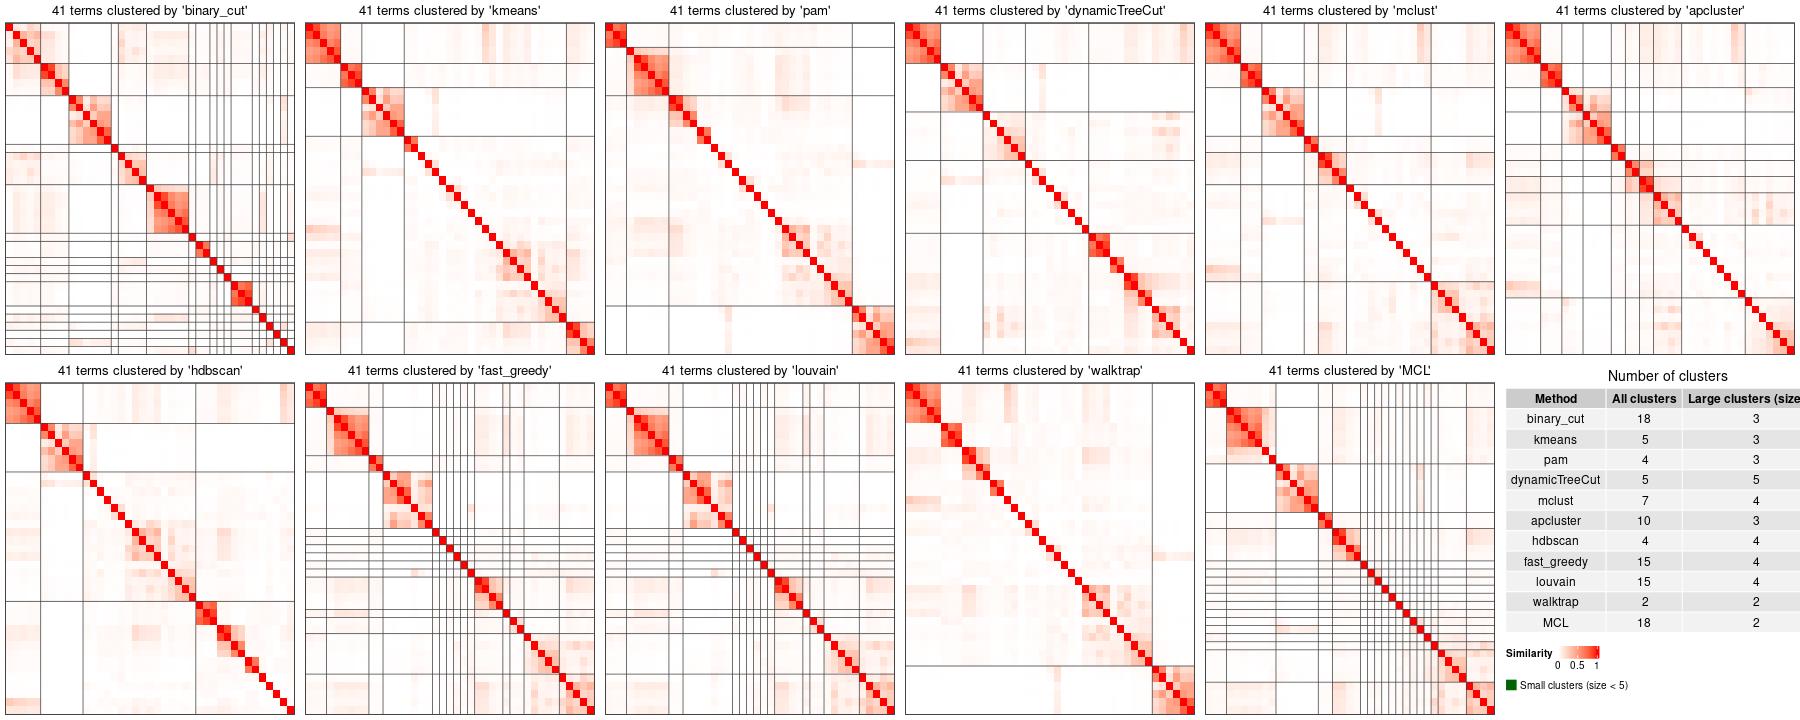 41 terms clustered by 'binary_cut'
41 terms clustered by 'kmeans'
41 terms clustered by 'pam'
41 terms clustered by 'dynamicTreeCut'
41 terms clustered by 'mclust'
41 terms clustered by 'apcluster'
41 terms clustered by 'hdbscan'
41 terms clustered by 'fast_greedy'
41 terms clustered by 'louvain'
41 terms clustered by 'walktrap'
41 terms clustered by 'MCL'
Number of clusters
Method All clusters Large clusters (size
binary_cut 18 3
kmeans 5 3
pam 4 3
dynamicTreeCut 5 5
mclust 7 4
apcluster 10 3
hdbscan 4 4
fast_greedy 15 4
louvain 15 4
walktrap 2 2
MCL 18 2
Similarity
0 0.5 1
Small clusters (size < 5)